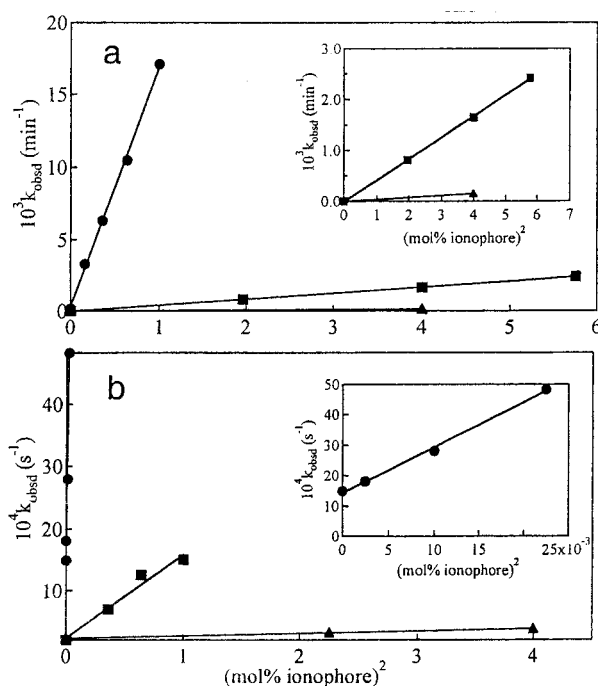 a
20
15
10
5
0
10³k_obsd (min⁻¹)
0 1 2 3 4 5 6
3.0
2.0
1.0
0.0
10³k_obsd (min⁻¹)
0 1 2 3 4 5 6 7
(mol% ionophore)²
b
40
30
20
10
10⁴k_obsd (s⁻¹)
0 1 2 3 4
(mol% ionophore)²
50
40
30
20
10
0
10⁴k_obsd (s⁻¹)
0 5 10 15 20 25x10⁻³
(mol% ionophore)²